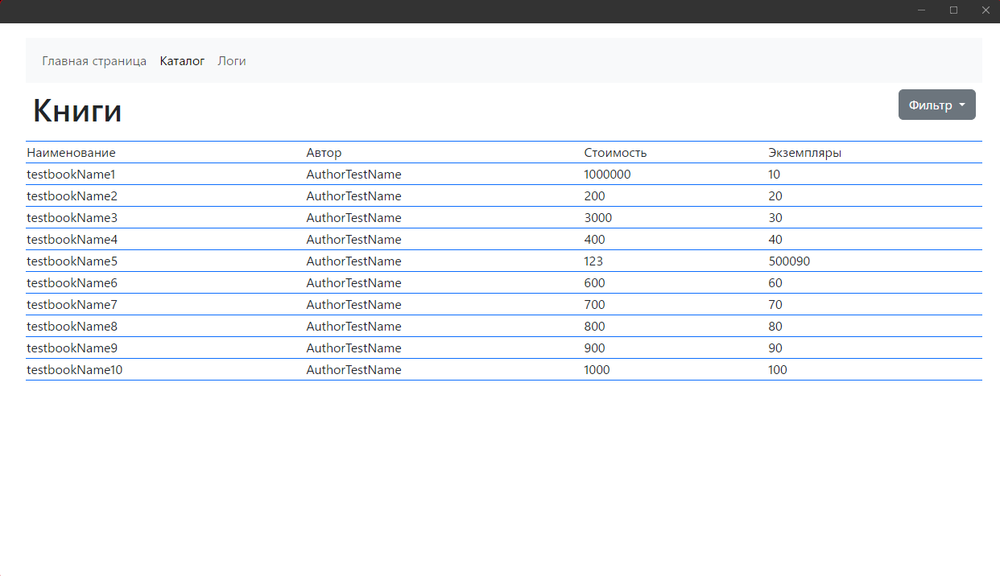 Главная страница Каталог Логи
Книги Фильтр
Наименование Автор Стоимость Экземпляры
testbookName1 AuthorTestName 1000000 10
testbookName2 AuthorTestName 200 20
testbookName3 AuthorTestName 3000 30
testbookName4 AuthorTestName 400 40
testbookName5 AuthorTestName 123 500090
testbookName6 AuthorTestName 600 60
testbookName7 AuthorTestName 700 70
testbookName8 AuthorTestName 800 80
testbookName9 AuthorTestName 900 90
testbookName10 AuthorTestName 1000 100